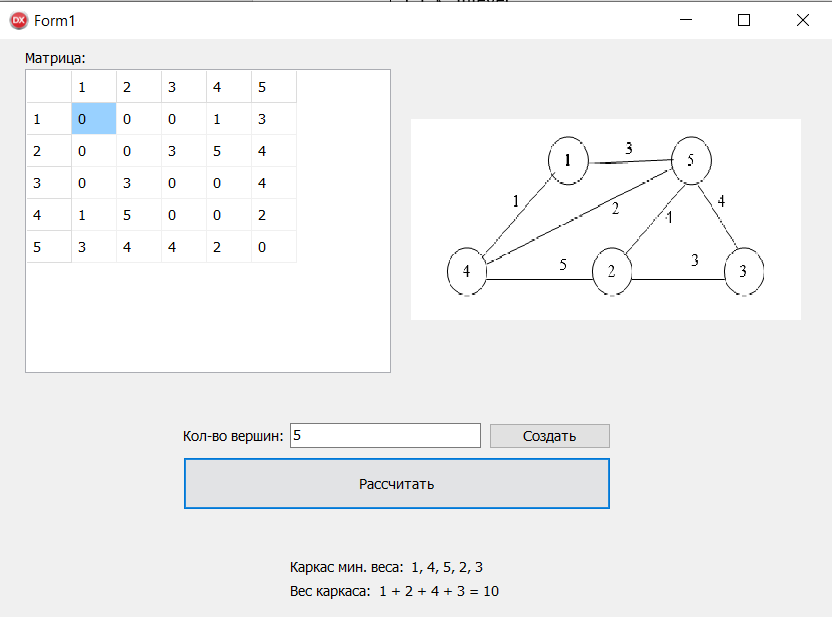 Form1
Матрица:
1 2 3 4 5
1 0 0 0 1 3
2 0 0 3 5 4
3 0 3 0 0 4
4 1 5 0 0 2
5 3 4 4 2 0
1 3 5
1 2 4 4
4 5 2 3 3
Кол-во вершин: 5 Создать
Рассчитать
Каркас мин. веса: 1, 4, 5, 2, 3
Вес каркаса: 1 + 2 + 4 + 3 = 10